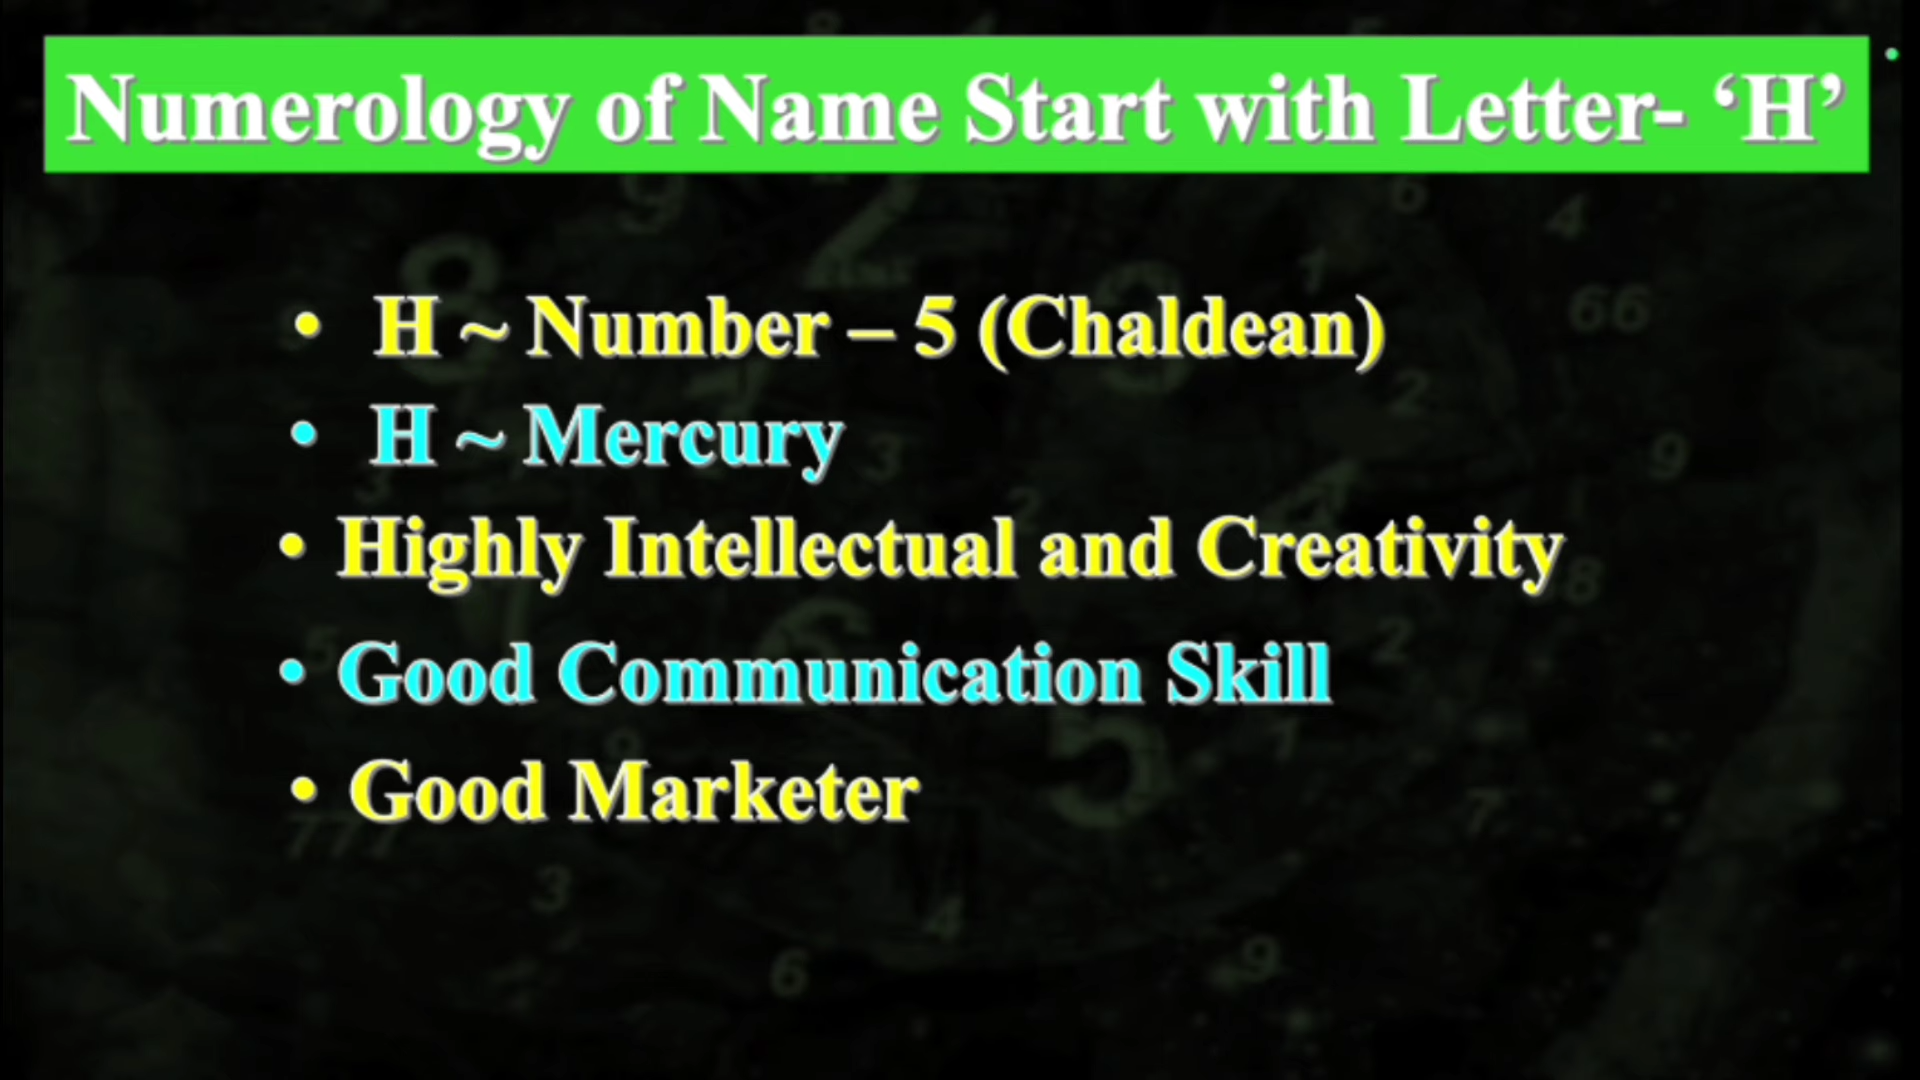 Numerology of Name Start with Letter- ‘H’
• H ~ Number – 5 (Chaldean)
• H ~ Mercury
• Highly Intellectual and Creativity
• Good Communication Skill
• Good Marketer